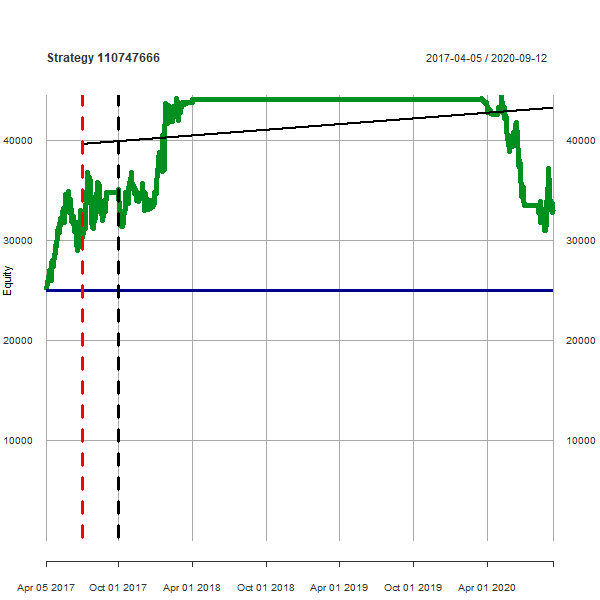 Strategy 110747666
2017-04-05 / 2020-09-12
40000
40000
30000
30000
Equity
20000
20000
10000
10000
Apr 05 2017
Oct 01 2017
Apr 01 2018
Oct 01 2018
Apr 01 2019
Oct 01 2019
Apr 01 2020